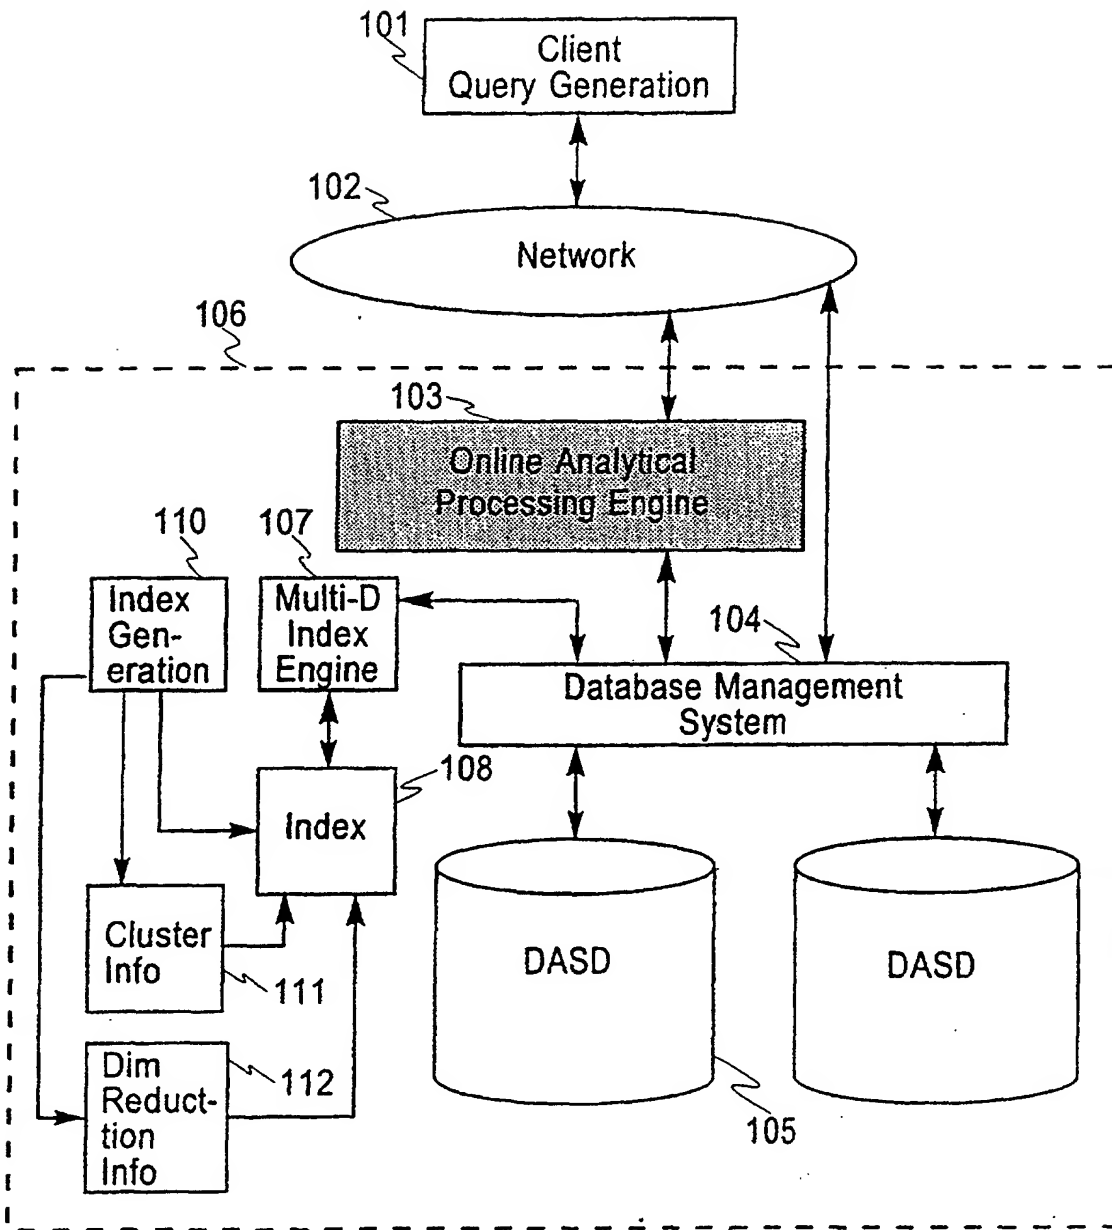 101
Client
Query Generation
102
Network
106
103
Online Analytical
Processing Engine
110
107
Index
Gen-
eration
Multi-D
Index
Engine
104
Database Management
System
108
Index
Cluster
Info
111
DASD
DASD
Dim
Reduct-
tion
Info
112
105